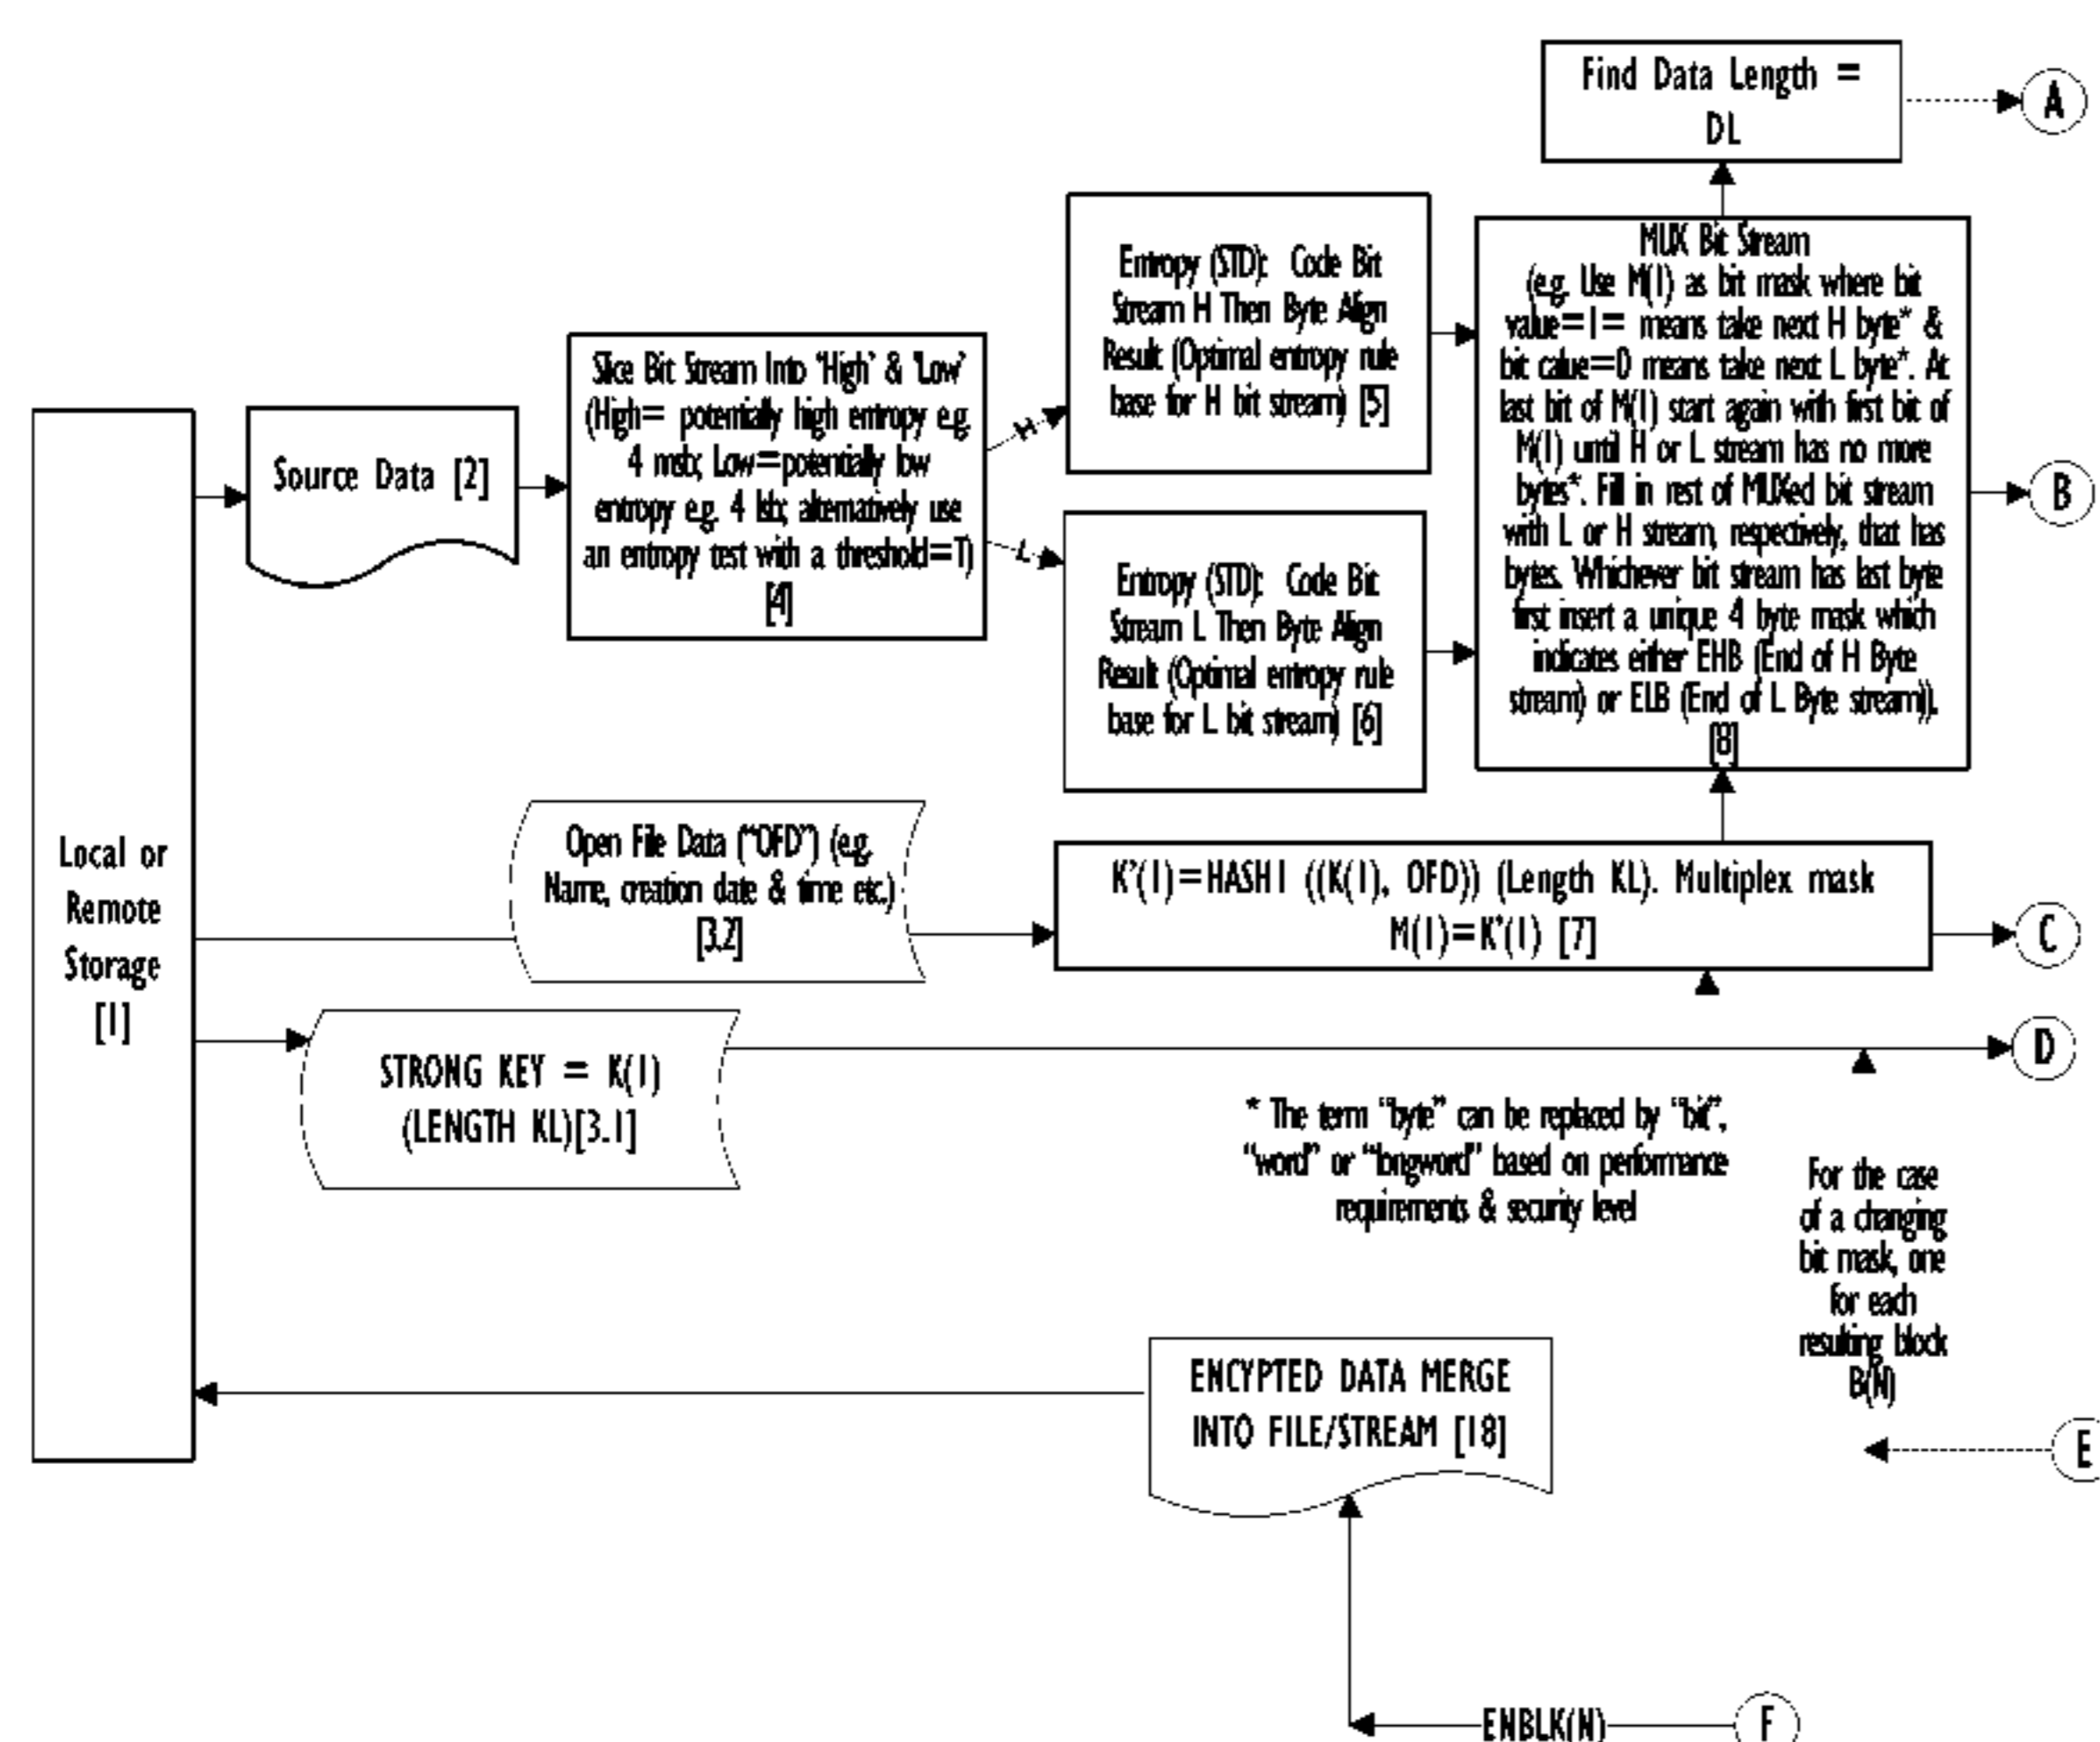 Find Data Length =
DL
A
MUX Bit Stream
(e.g. Use M(1) as bit mask where bit
value=1= means take next H byte* &
bit calue=0 means take next L byte*. At
last bit of M(1) start again with first bit of
M(1) until H or L stream has no more
bytes*. Fill in rest of MUXed bit stream
with L or H stream, respectively, that has
bytes. Whichever bit stream has last byte
first insert a unique 4 byte mask which
indicates either EHB (End of H Byte
stream) or ELB (End of L Byte stream)).
[8]
B
Entropy (STD): Code Bit
Stream H Then Byte Align
Result (Optimal entropy rule
base for H bit stream) [5]
Slice Bit Stream Into 'High' & 'Low'
(High= potentially high entropy e.g.
4 msb; Low=potentially low
entropy e.g. 4 lsb; alternatively use
an entropy test with a threshold=T)
[4]
H
L
Source Data [2]
Entropy (STD): Code Bit
Stream L Then Byte Align
Result (Optimal entropy rule
base for L bit stream) [6]
Local or
Remote
Storage
[1]
Open File Data ("OFD") (e.g.
Name, creation date & time etc.)
[3.2]
K'(1)=HASH1 ((K(1), OFD)) (Length KL). Multiplex mask
M(1)=K'(1) [7]
C
STRONG KEY = K(1)
(LENGTH KL)[3.1]
D
* The term "byte" can be replaced by "bit",
"word" or "longword" based on performance
requirements & security level
For the case
of a changing
bit mask, one
for each
resulting block
B(N)
E
ENCYPTED DATA MERGE
INTO FILE/STREAM [18]
ENBLK(N)
F